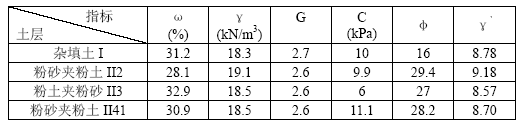 指标
土层
ω (%)
γ (kN/m³)
G
C (kPa)
φ
γ'
杂填土 I 31.2 18.3 2.7 10 16 8.78
粉砂夹粉土 II2 28.1 19.1 2.6 9.9 29.4 9.18
粉土夹粉砂 II3 32.9 18.5 2.6 6 27 8.57
粉砂夹粉土 II41 30.9 18.5 2.6 11.1 28.2 8.70